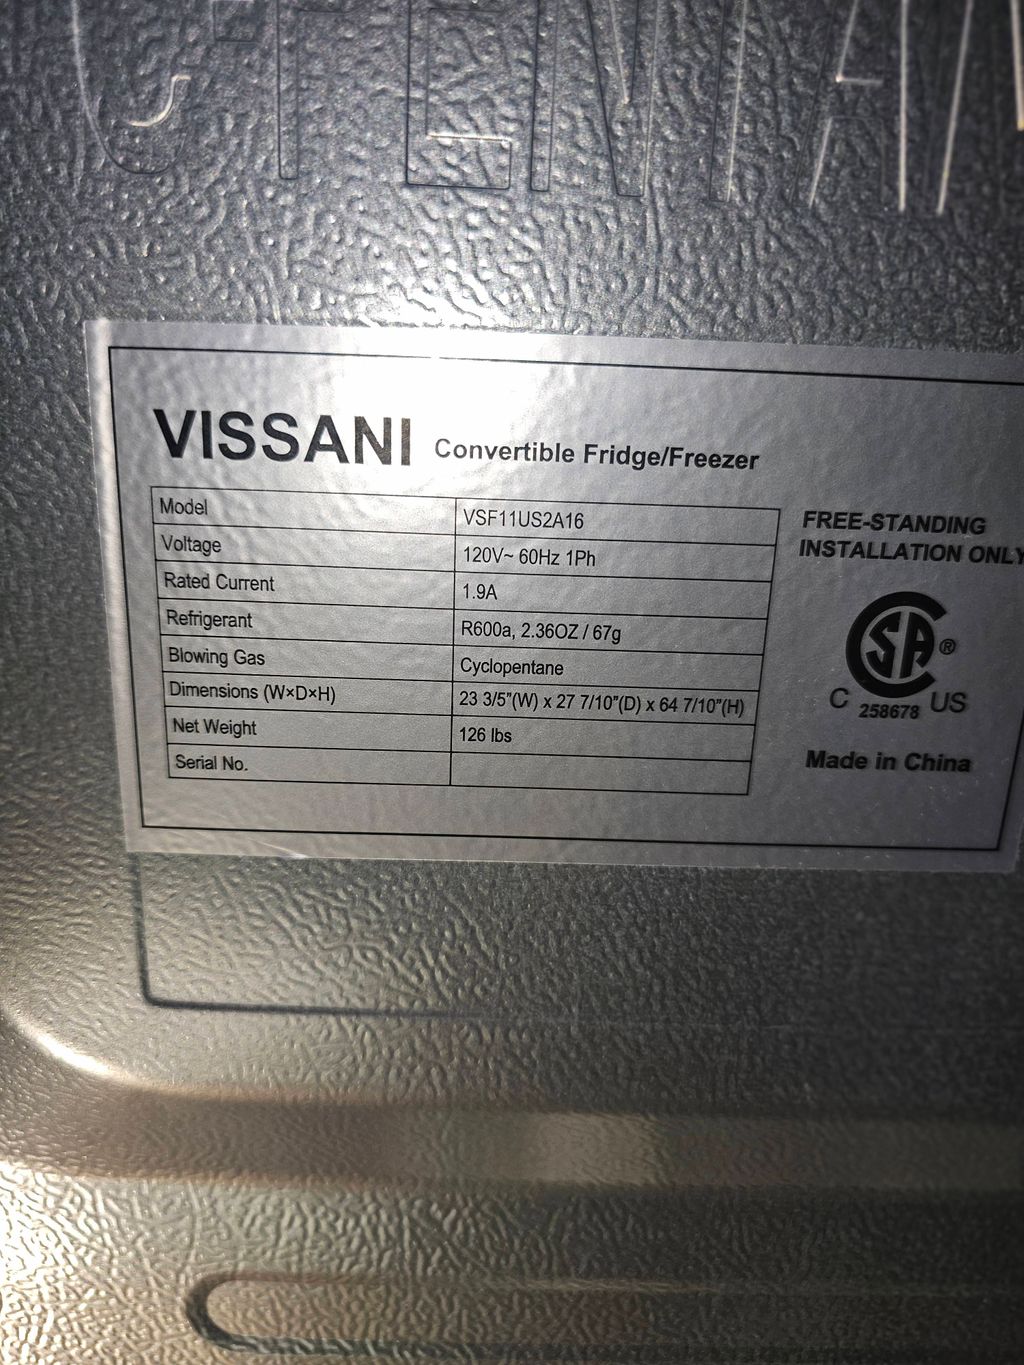 VISSANI Convertible Fridge/Freezer
Model VSF11US2A16
Voltage 120V~ 60Hz 1Ph
Rated Current 1.9A
Refrigerant R600a, 2.36OZ / 67g
Blowing Gas Cyclopentane
Dimensions (W×D×H) 23 3/5"(W) x 27 7/10"(D) x 64 7/10"(H)
Net Weight 126 lbs
Serial No.
FREE-STANDING
INSTALLATION ONLY
SA®
C US
258678
Made in China